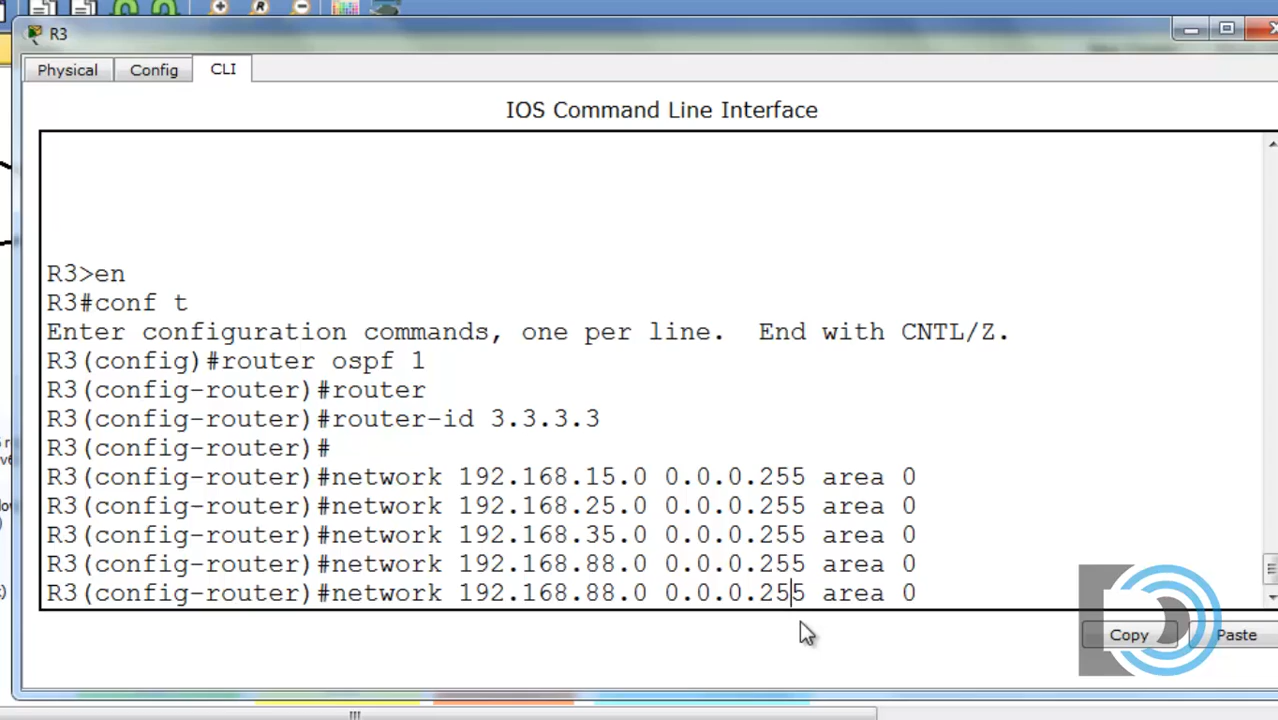 R3
Physical
Config
CLI
IOS Command Line Interface
R3>en
R3#conf t
Enter configuration commands, one per line.  End with CNTL/Z.
R3(config)#router ospf 1
R3(config-router)#router
R3(config-router)#router-id 3.3.3.3
R3(config-router)#
R3(config-router)#network 192.168.15.0 0.0.0.255 area 0
R3(config-router)#network 192.168.25.0 0.0.0.255 area 0
R3(config-router)#network 192.168.35.0 0.0.0.255 area 0
R3(config-router)#network 192.168.88.0 0.0.0.255 area 0
R3(config-router)#network 192.168.88.0 0.0.0.255 area 0
Copy
Paste